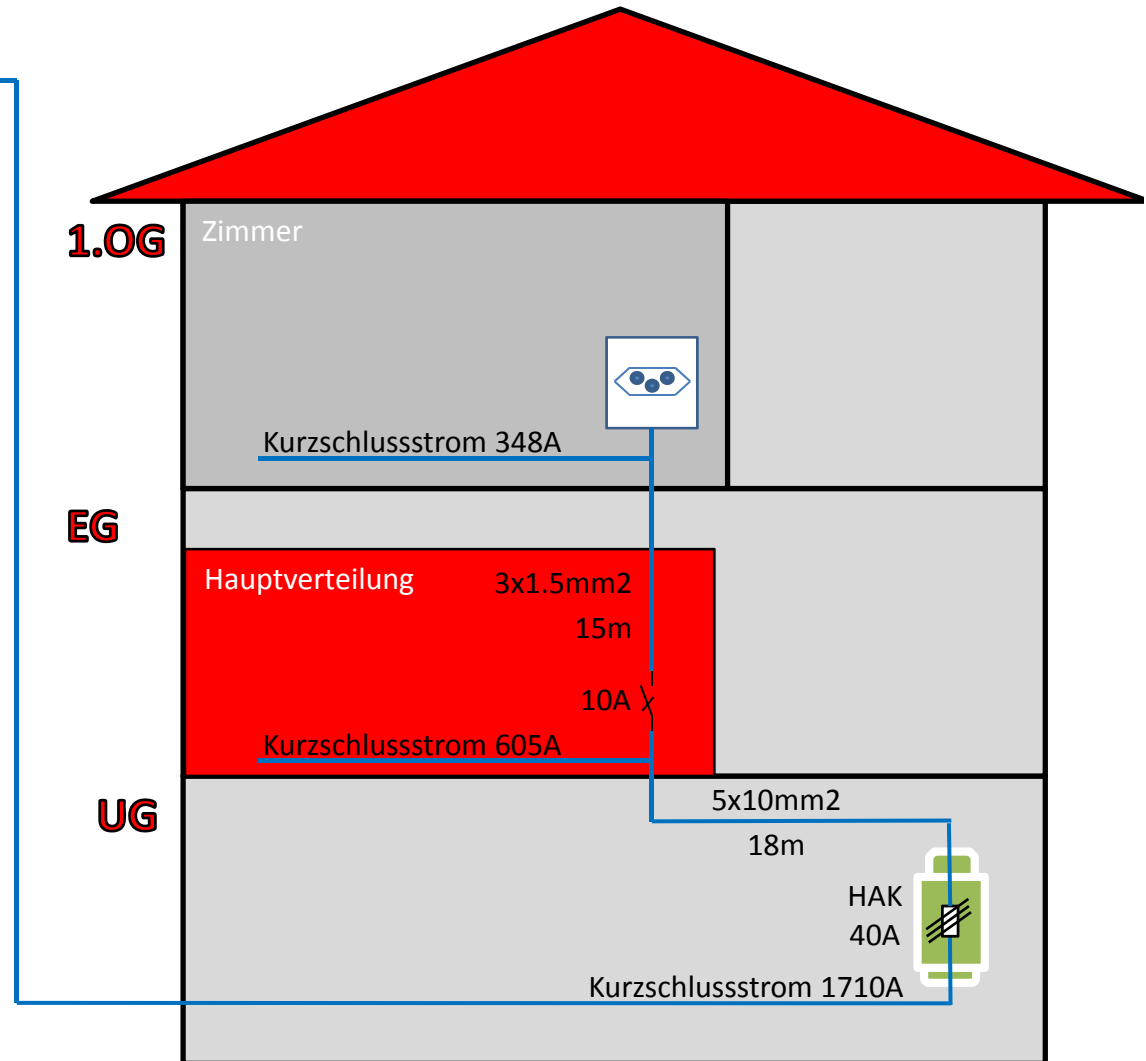 1.OG
Zimmer
Kurzschlussstrom 348A
EG
Hauptverteilung
3x1.5mm2
15m
10A
Kurzschlussstrom 605A
UG
5x10mm2
18m
HAK
40A
Kurzschlussstrom 1710A